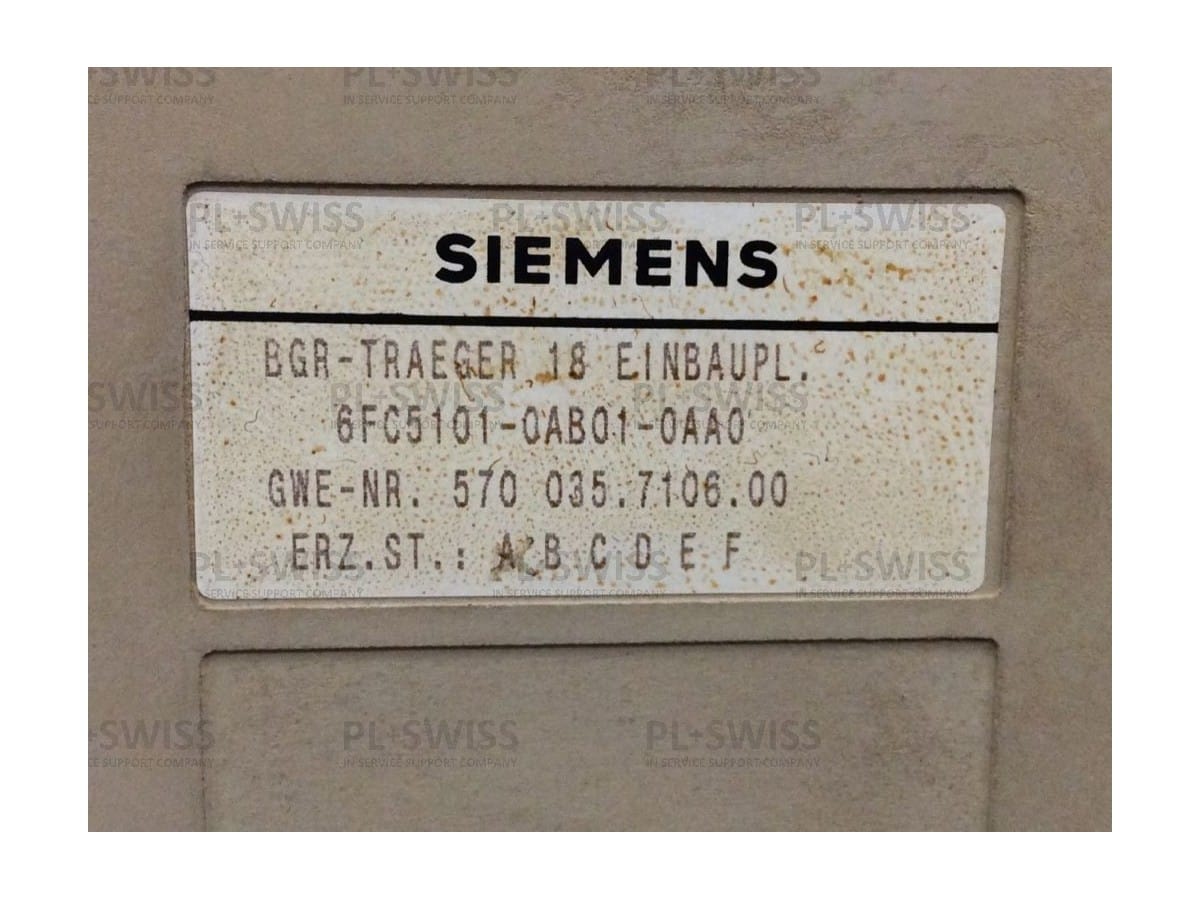 SIEMENS
BGR-TRAEGER 18 EINBAUPL.
6FC5101-0AB01-0AA0
GWE-NR. 570 035.7106.00
ERZ.ST.: A B C D E F
PL+SWISS
IN SERVICE SUPPORT COMPANY